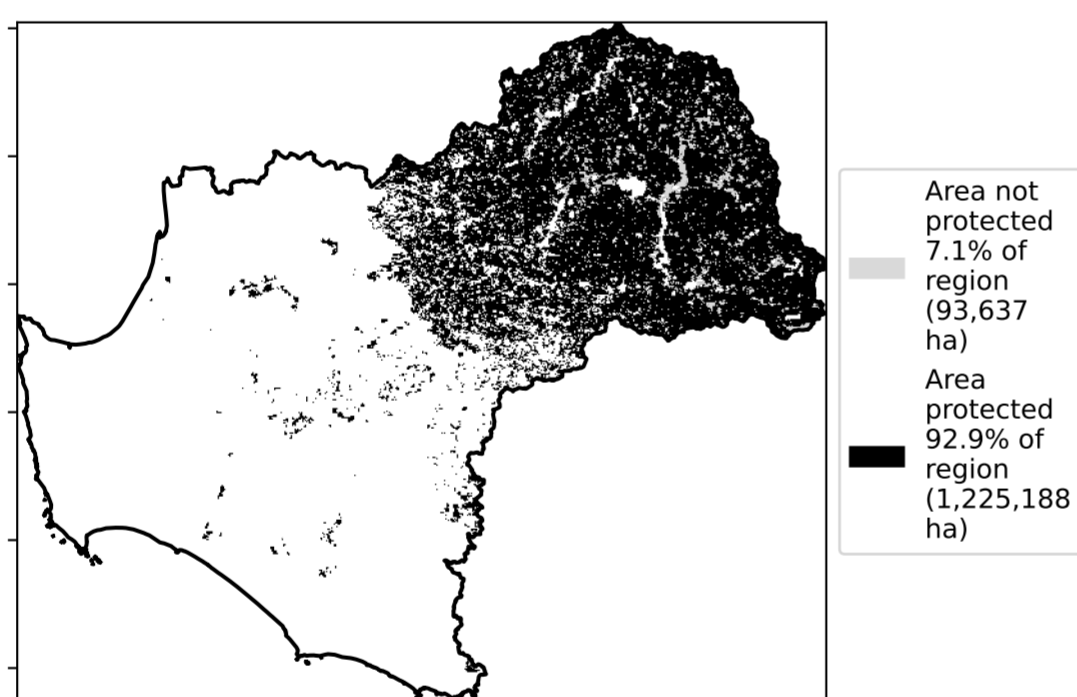 Area not
protected
7.1% of
region
(93,637
ha)
Area
protected
92.9% of
region
(1,225,188
ha)